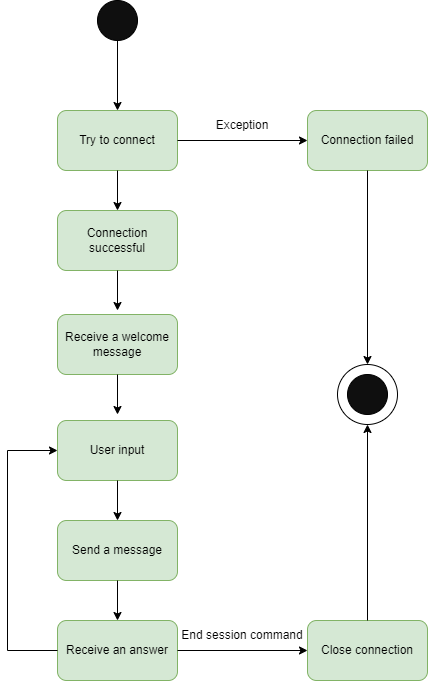 Exception
Try to connect
Connection failed
Connection
successful
Receive a welcome
message
User input
Send a message
End session command
Receive an answer
Close connection